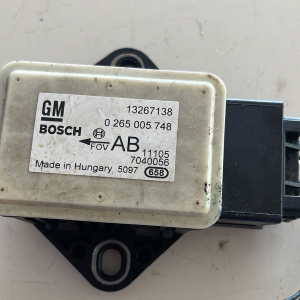 GM 13267138
BOSCH 0 265 005 748
FOV AB 11105
7040056
Made in Hungary, 5097 658